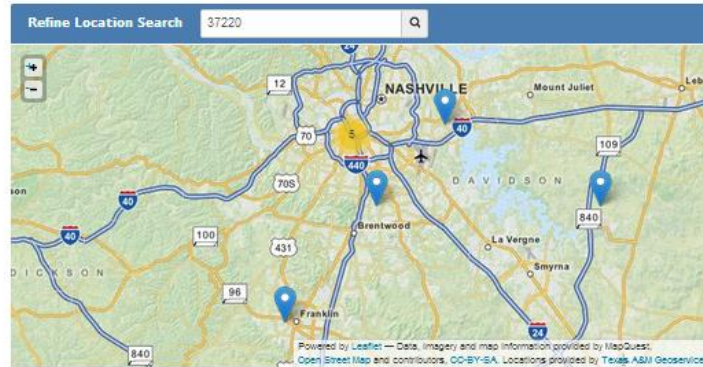 Refine Location Search 37220
+
-
24
12
NASHVILLE
Mount Juliet
Leb
70
5
40
440
109
70S
DAVIDSON
son
40
840
100
Brentwood
40
431
La Vergne
DICKSON
Smyrna
96
Franklin
840
24
Powered by Leaflet — Data, imagery and map information provided by MapQuest,
Open Street Map and contributors, CC-BY-SA. Locations provided by Texas A&M Geoservice